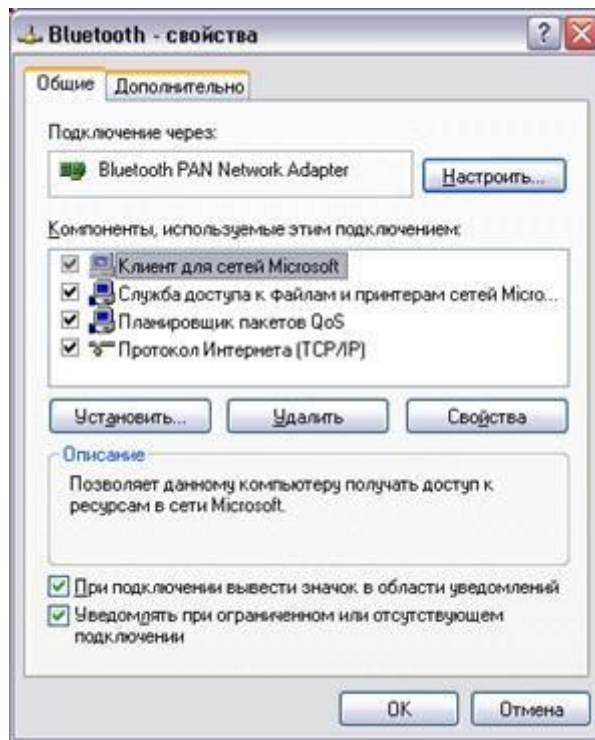 Bluetooth - свойства
Общие Дополнительно
Подключение через:
Bluetooth PAN Network Adapter Настроить...
Компоненты, используемые этим подключением:
Клиент для сетей Microsoft
Служба доступа к файлам и принтерам сетей Micro...
Планировщик пакетов QoS
Протокол Интернета (TCP/IP)
Установить... Удалить Свойства
Описание
Позволяет данному компьютеру получать доступ к
ресурсам в сети Microsoft.
При подключении вывести значок в области уведомлений
Уведомлять при ограниченном или отсутствующем
подключении
OK Отмена